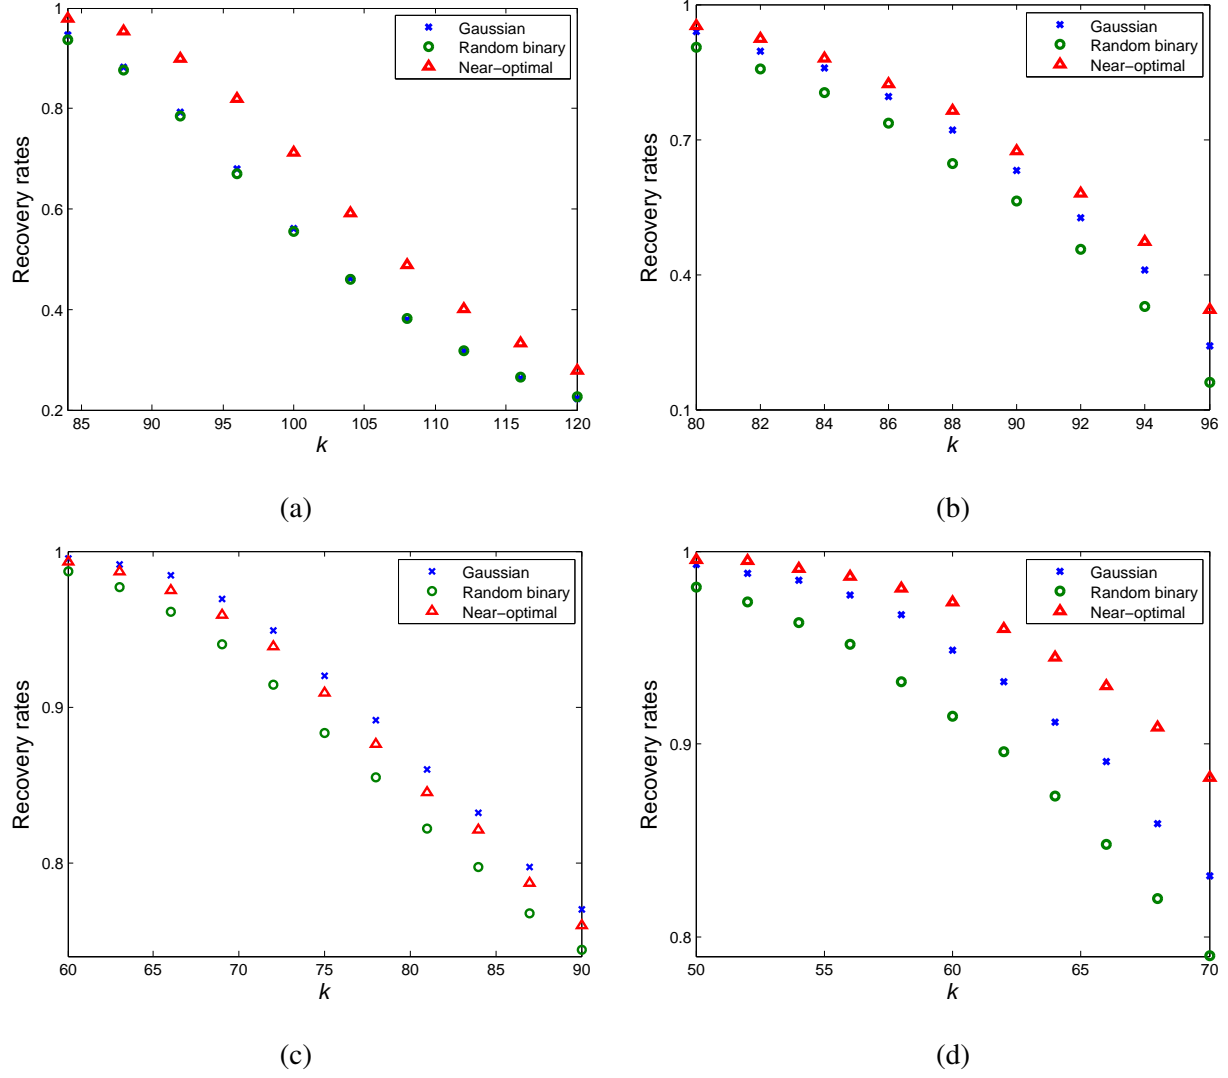 1
0.8
0.6
0.4
0.2
Recovery rates
85 90 95 100 105 110 115 120
k
Gaussian
Random binary
Near-optimal
(a)
1
0.7
0.4
0.1
Recovery rates
80 82 84 86 88 90 92 94 96
k
Gaussian
Random binary
Near-optimal
(b)
1
0.9
0.8
Recovery rates
60 65 70 75 80 85 90
k
Gaussian
Random binary
Near-optimal
(c)
1
0.9
0.8
Recovery rates
50 55 60 65 70
k
Gaussian
Random binary
Near-optimal
(d)